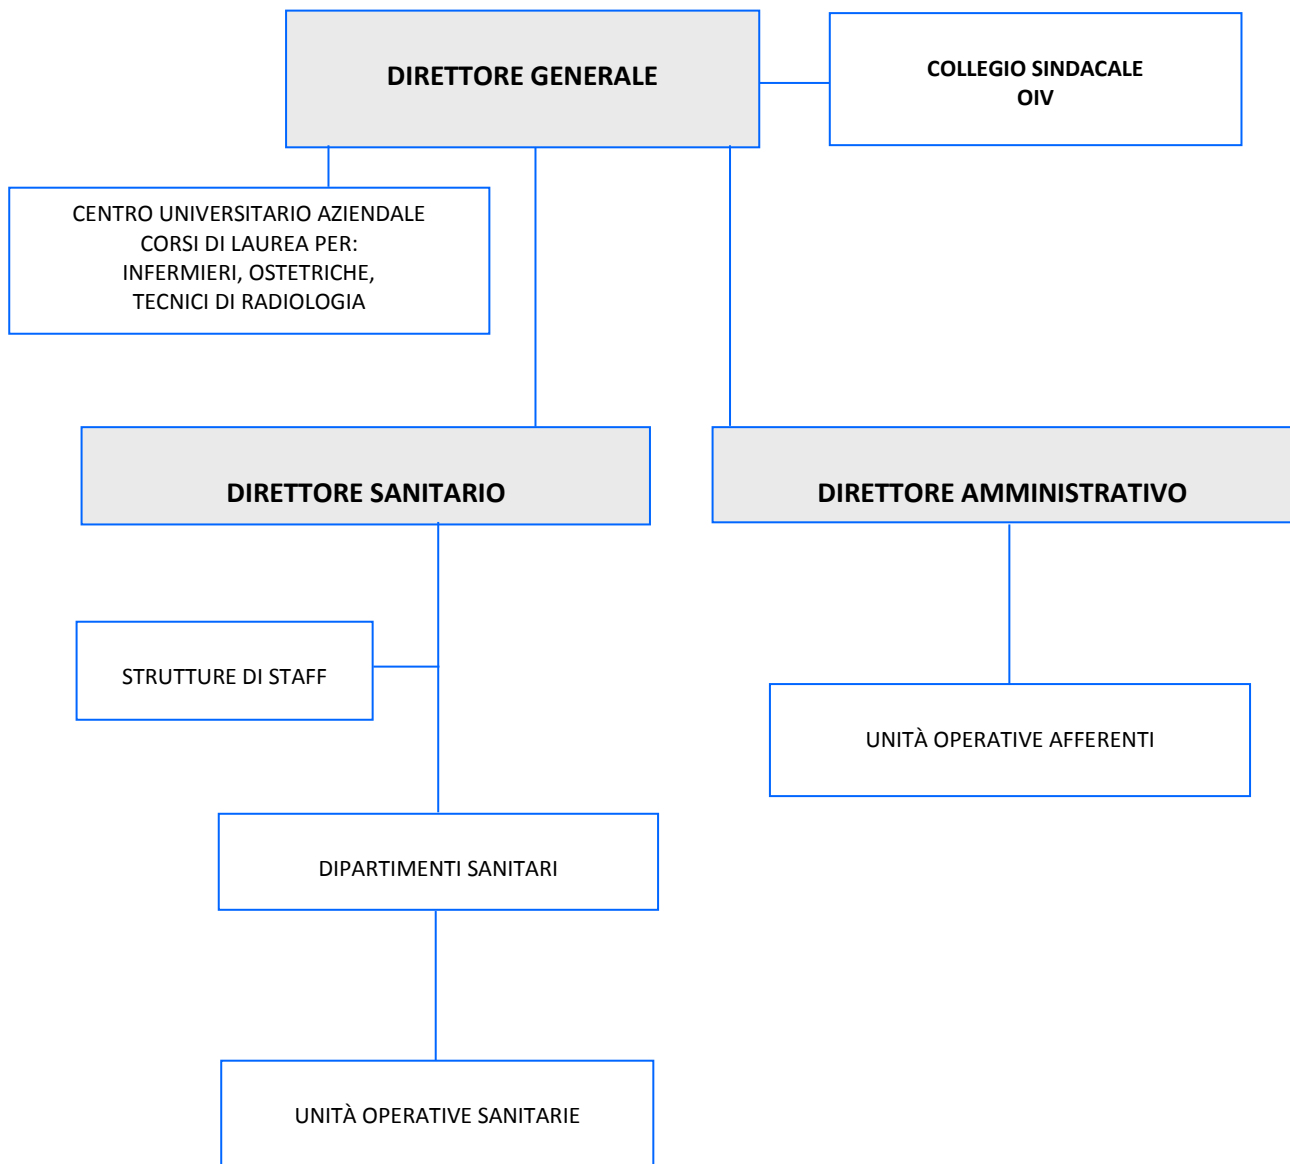 DIRETTORE GENERALE
COLLEGIO SINDACALE
OIV
CENTRO UNIVERSITARIO AZIENDALE
CORSI DI LAUREA PER:
INFERMIERI, OSTETRICHE,
TECNICI DI RADIOLOGIA
DIRETTORE SANITARIO
DIRETTORE AMMINISTRATIVO
STRUTTURE DI STAFF
UNITÀ OPERATIVE AFFERENTI
DIPARTIMENTI SANITARI
UNITÀ OPERATIVE SANITARIE